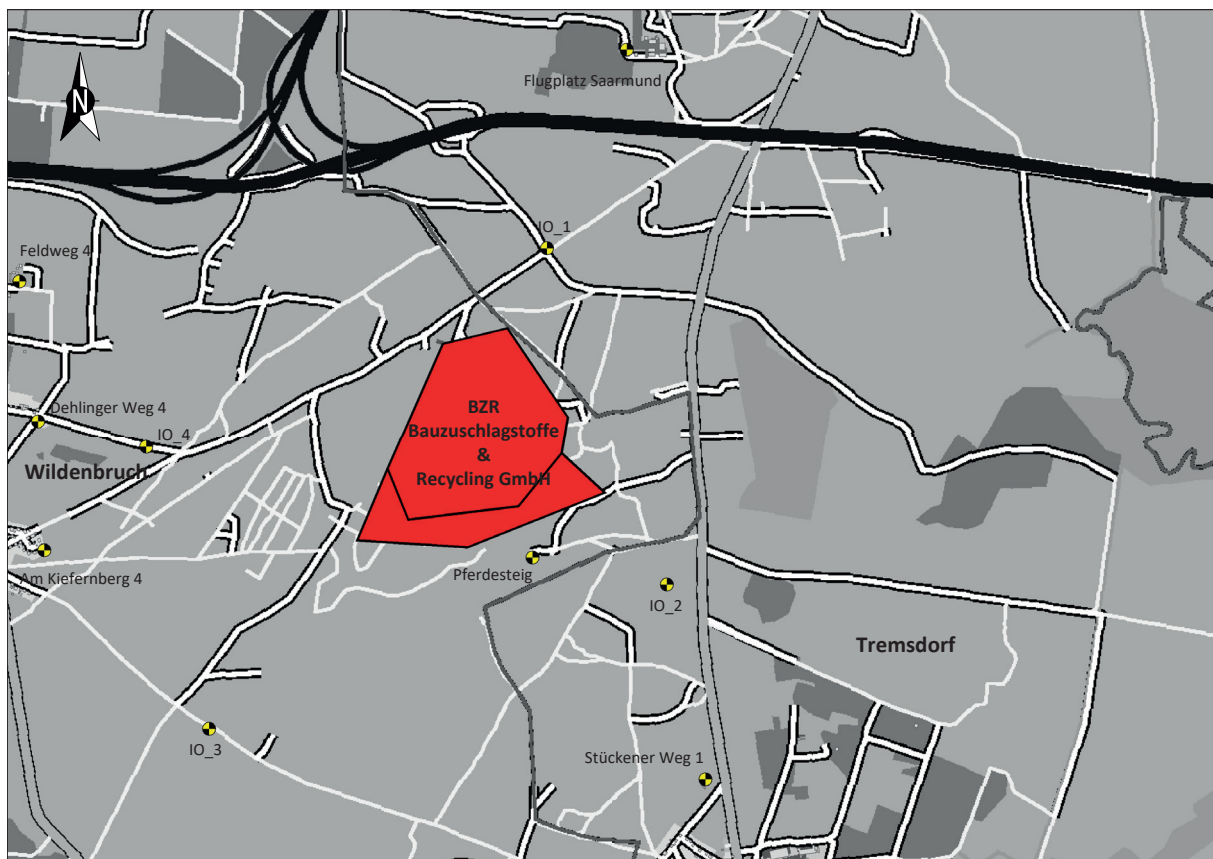 Flugplatz Saarmund
N
IO_1
Feldweg 4
Dehlinger Weg 4
IO_4
BZR
Bauzuschlagstoffe
&
Recycling GmbH
Wildenbruch
Am Kiefernberg 4
Pferdesteig
IO_2
Tremsdorf
IO_3
Stückener Weg 1